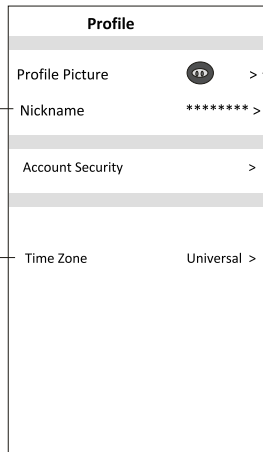 Profile
Profile Picture >
Nickname ******** >
Account Security >
Time Zone Universal >